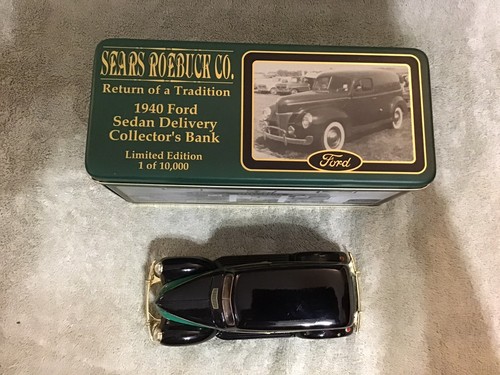 SEARS ROEBUCK CO.
Return of a Tradition
1940 Ford
Sedan Delivery
Collector's Bank
Limited Edition
1 of 10,000
Ford